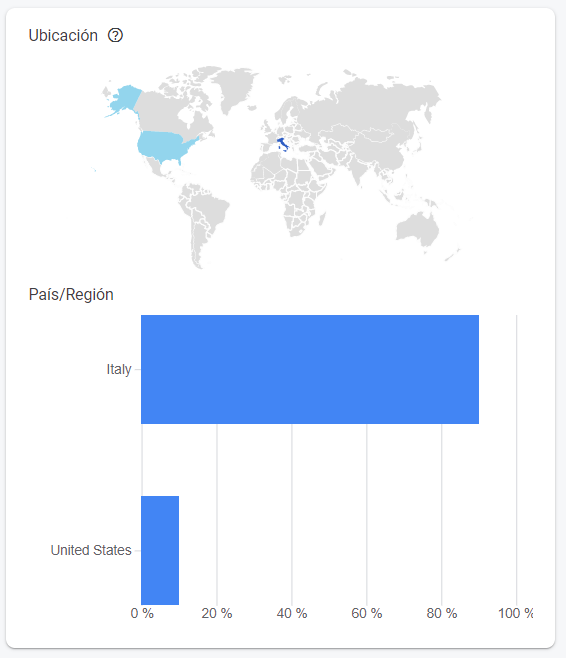 Ubicación
País/Región
Italy
United States
0 %
20 %
40 %
60 %
80 %
100 %